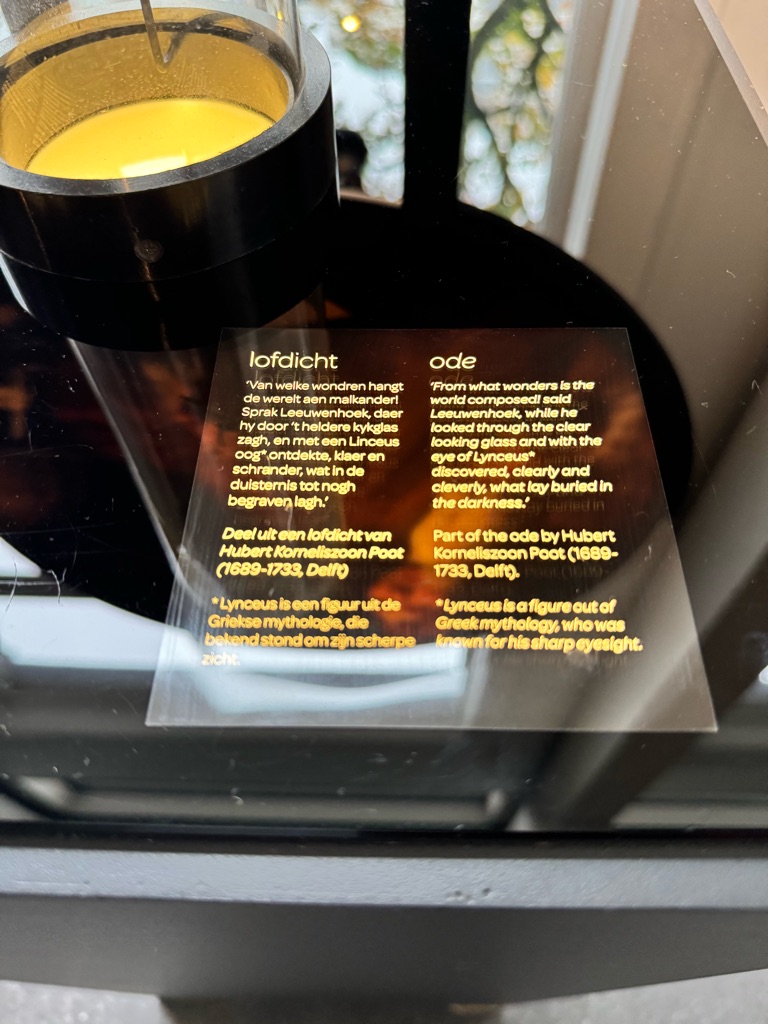 lofdicht
'Van welke wondren hangt
de werelt aen malkander!
Sprak Leeuwenhoek, daer
hy door 't heldere kykglas
zagh, en met een Linceus
oog* ontdekte, klaer en
schrander, wat in de
duisternis tot nogh
begraven lagh.'
Deel uit een lofdicht van
Hubert Korneliszoon Poot
(1689-1733, Delft)
* Lynceus is een figuur uit de
Griekse mythologie, die
bekend stond om zijn scherpe
zicht.
ode
'From what wonders is the
world composed! said
Leeuwenhoek, while he
looked through the clear
looking glass and with the
eye of Lynceus*
discovered, clearly and
cleverly, what lay buried in
the darkness.'
Part of the ode by Hubert
Korneliszoon Poot (1689-
1733, Delft).
* Lynceus is a figure out of
Greek mythology, who was
known for his sharp eyesight.